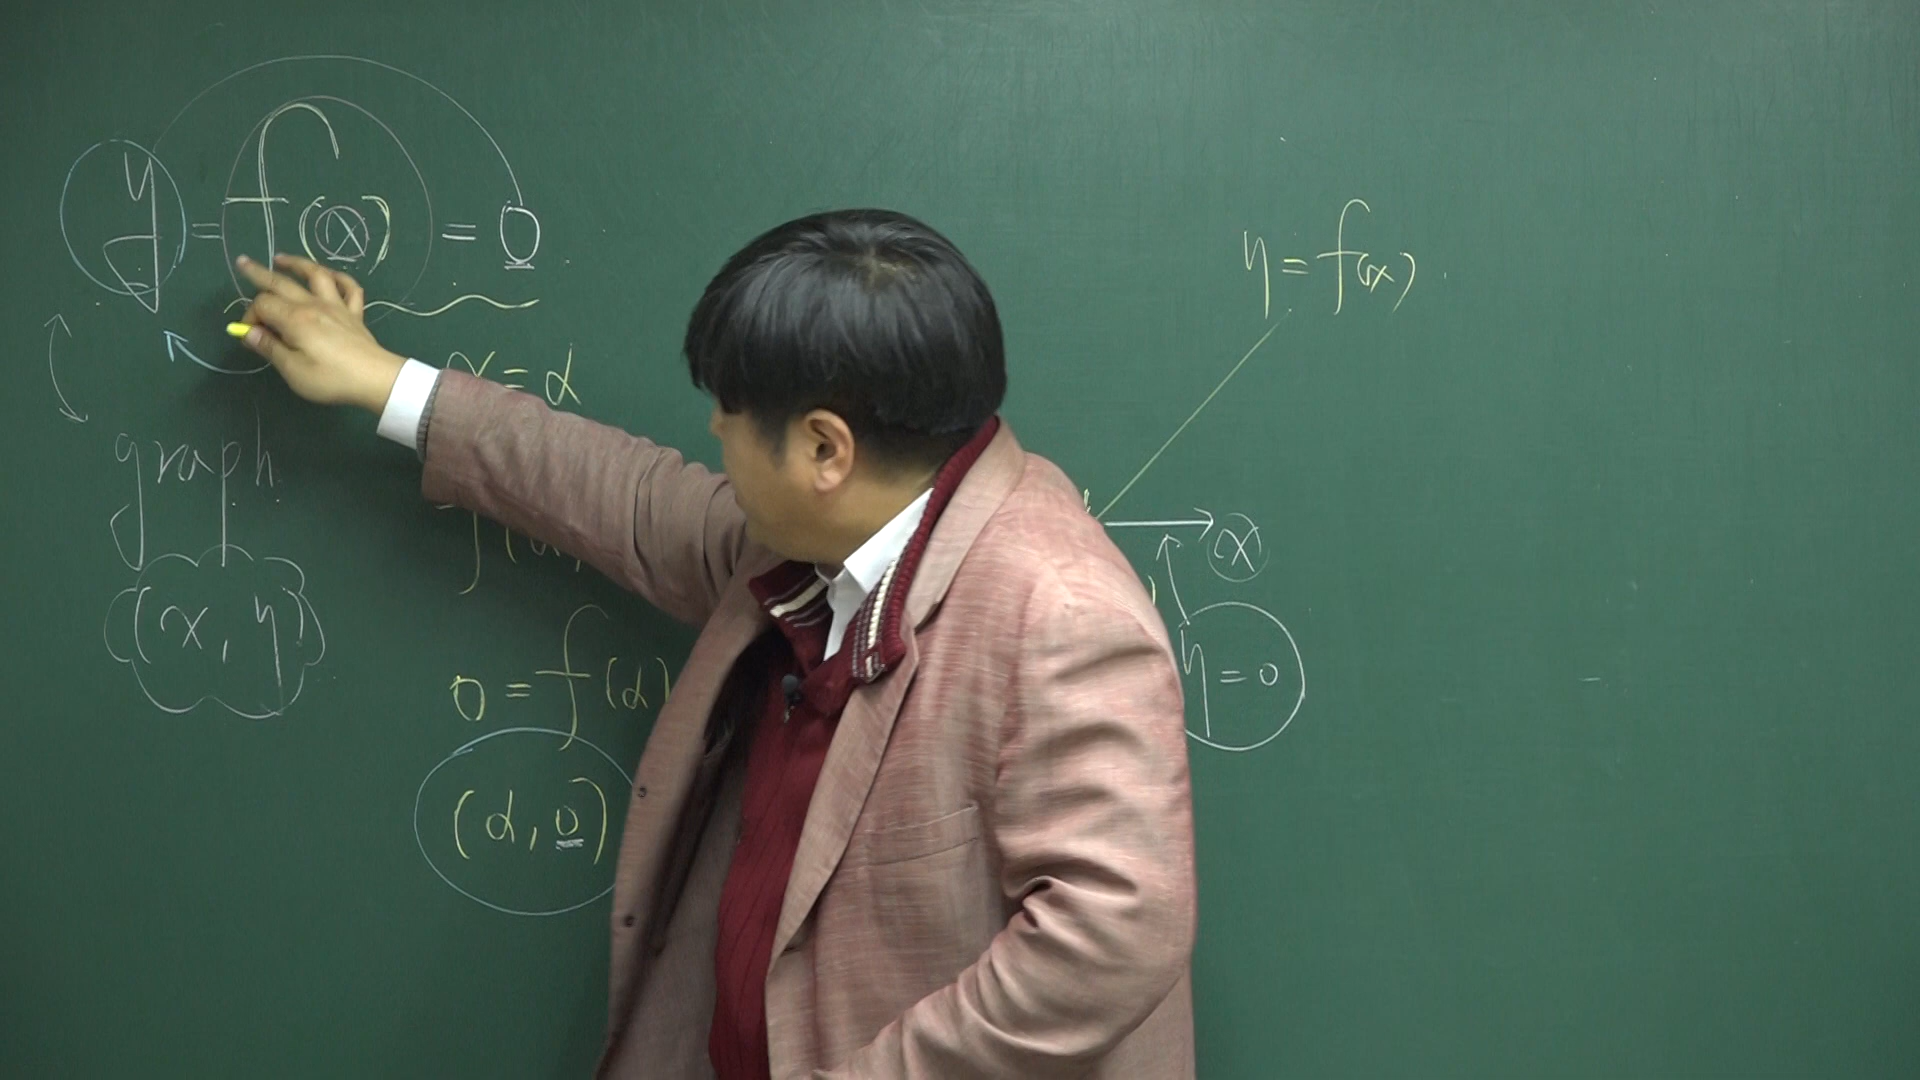 y = f(x) = 0
x = α
graph
(x, y)
0 = f(α)
(α, 0)
y = f(x)
x
y = 0